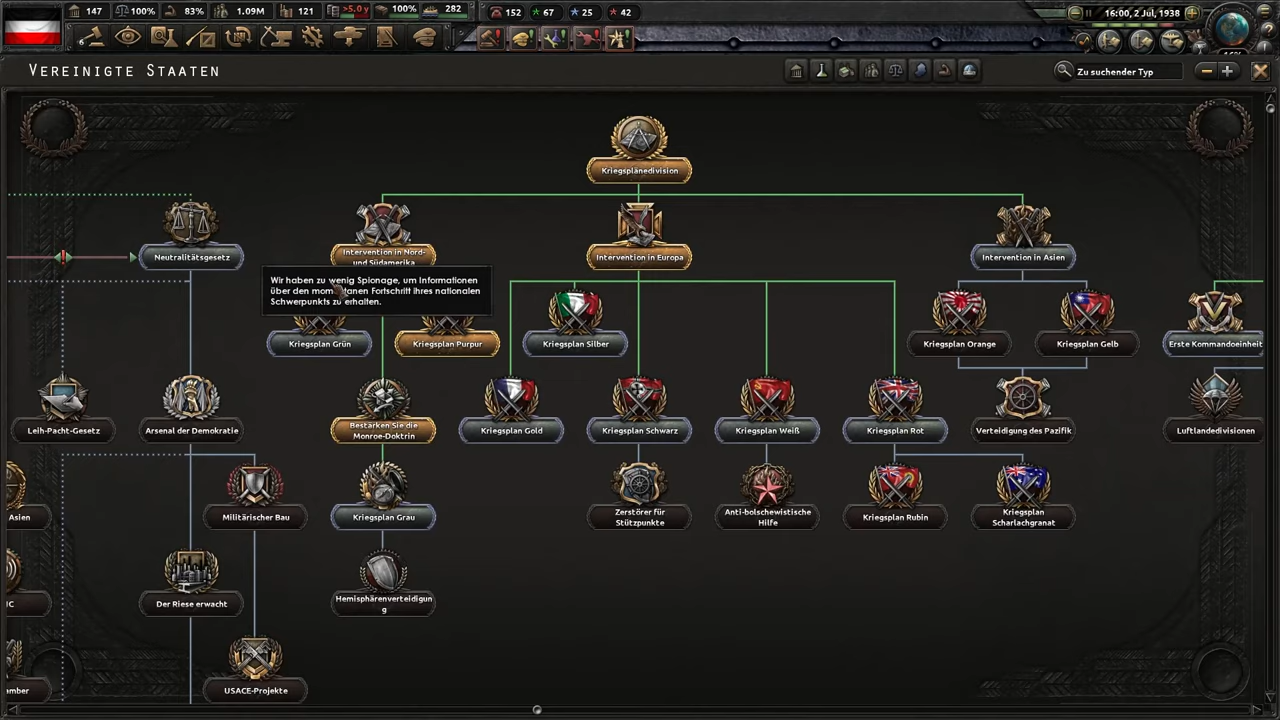 147 100% 83% 1.09M 121 >5.0 y 100% 282 152 67 25 42 16:00, 2 Jul, 1938
6
VEREINIGTE STAATEN
Zu suchender Typ
Kriegsplänedivision
Neutralitätsgesetz
Intervention in Nord-
und Südamerika
Intervention in Europa
Intervention in Asien
Wir haben zu wenig Spionage, um Informationen
über den momentanen Fortschritt ihres nationalen
Schwerpunkts zu erhalten.
Kriegsplan Grün
Kriegsplan Purpur
Kriegsplan Silber
Kriegsplan Orange
Kriegsplan Gelb
Erste Kommandoeinheit
Leih-Pacht-Gesetz
Arsenal der Demokratie
Bestärken Sie die
Monroe-Doktrin
Kriegsplan Gold
Kriegsplan Schwarz
Kriegsplan Weiß
Kriegsplan Rot
Verteidigung des Pazifik
Luftlandedivisionen
Asien
Militärischer Bau
Kriegsplan Grau
Zerstörer für
Stützpunkte
Anti-bolschewistische
Hilfe
Kriegsplan Rubin
Kriegsplan
Scharlachgranat
Der Riese erwacht
Hemisphärenverteidigun
g
USACE-Projekte